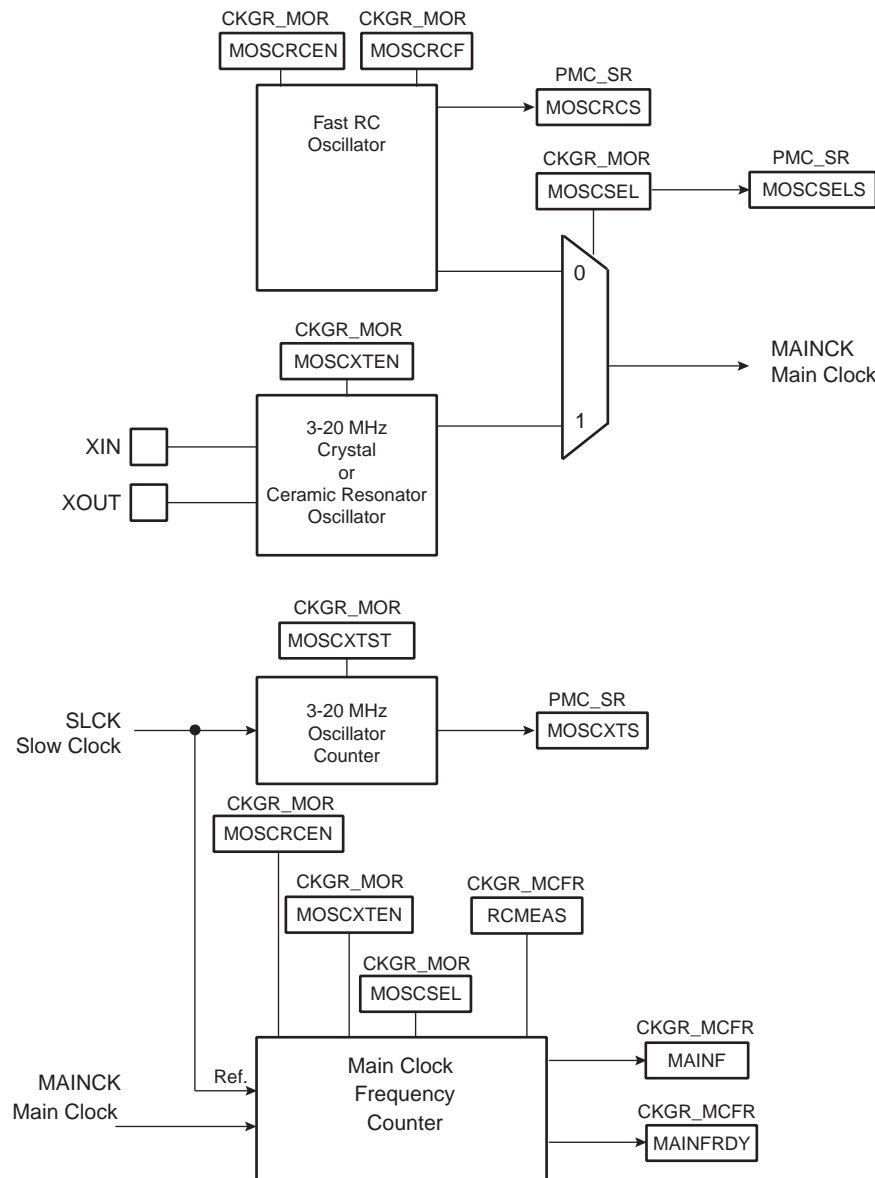 CKGR_MOR
MOSCRCEN
CKGR_MOR
MOSCRCF
Fast RC
Oscillator
PMC_SR
MOSCRCS
CKGR_MOR
MOSCSEL
PMC_SR
MOSCSELS
0
1
MAINCK
Main Clock
CKGR_MOR
MOSCXTEN
XIN
XOUT
3-20 MHz
Crystal
or
Ceramic Resonator
Oscillator
CKGR_MOR
MOSCXTST
SLCK
Slow Clock
3-20 MHz
Oscillator
Counter
PMC_SR
MOSCXTS
CKGR_MOR
MOSCRCEN
CKGR_MOR
MOSCXTEN
CKGR_MOR
MOSCSEL
CKGR_MCFR
RCMEAS
MAINCK
Main Clock
Ref.
Main Clock
Frequency
Counter
CKGR_MCFR
MAINF
CKGR_MCFR
MAINFRDY